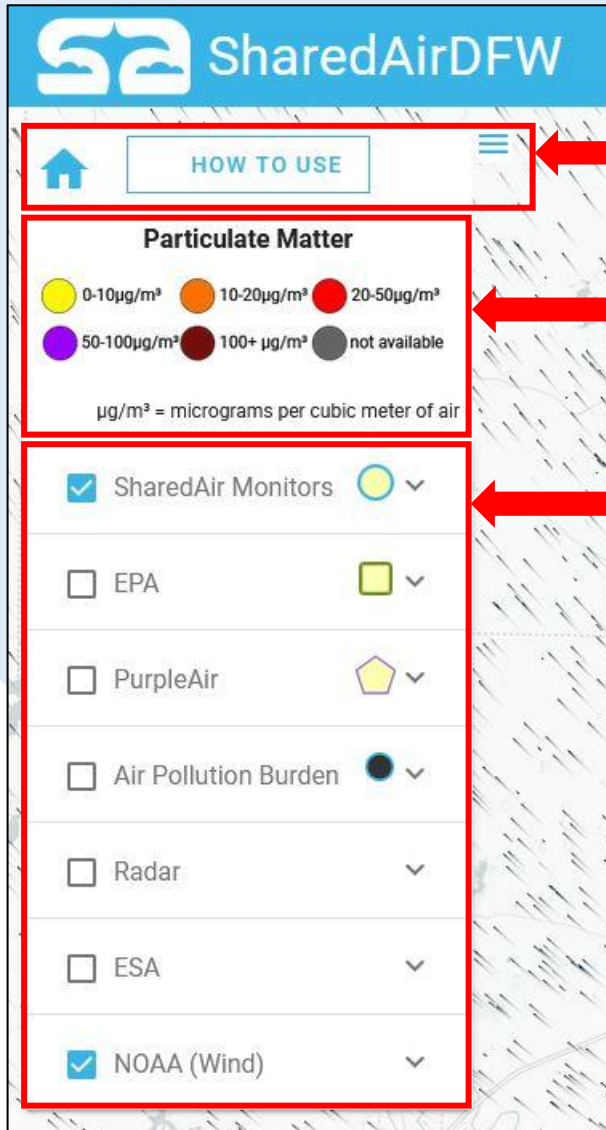 SharedAirDFW
HOW TO USE
Particulate Matter
0-10µg/m³ 10-20µg/m³ 20-50µg/m³
50-100µg/m³ 100+ µg/m³ not available
µg/m³ = micrograms per cubic meter of air
SharedAir Monitors
EPA
PurpleAir
Air Pollution Burden
Radar
ESA
NOAA (Wind)